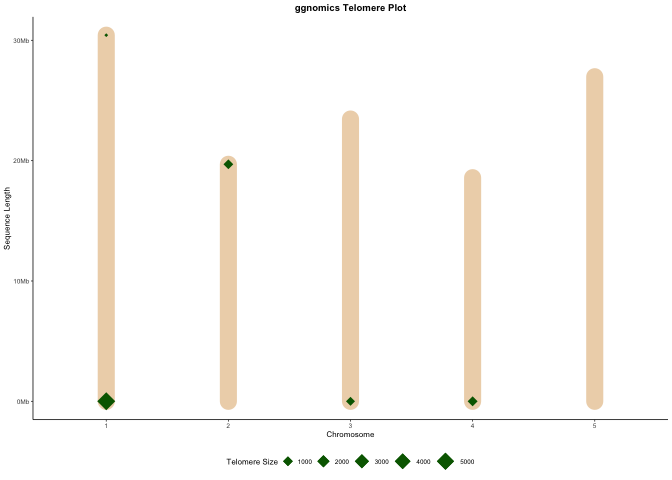 ggnomics Telomere Plot
30Mb
20Mb
10Mb
0Mb
Sequence Length
1 2 3 4 5
Chromosome
Telomere Size 1000 2000 3000 4000 5000